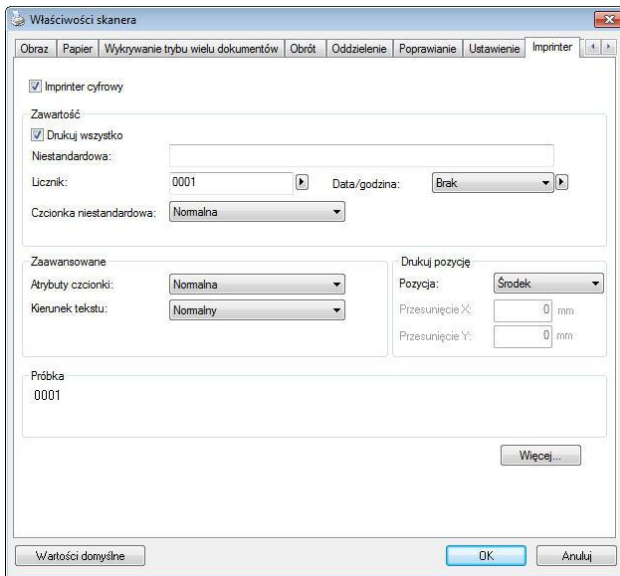 Właściwości skanera
Obraz Papier Wykrywanie trybu wielu dokumentów Obrót Oddzielenie Poprawianie Ustawienie Imprinter
Imprinter cyfrowy
Zawartość
Drukuj wszystko
Niestandardowa:
Licznik: 0001 Data/godzina: Brak
Czcionka niestandardowa: Normalna
Zaawansowane Drukuj pozycję
Atrybuty czcionki: Normalna Pozycja: Środek
Kierunek tekstu: Normalny Przesunięcie X: 0 mm
Przesunięcie Y: 0 mm
Próbka
0001
Więcej...
Wartości domyślne OK Anuluj